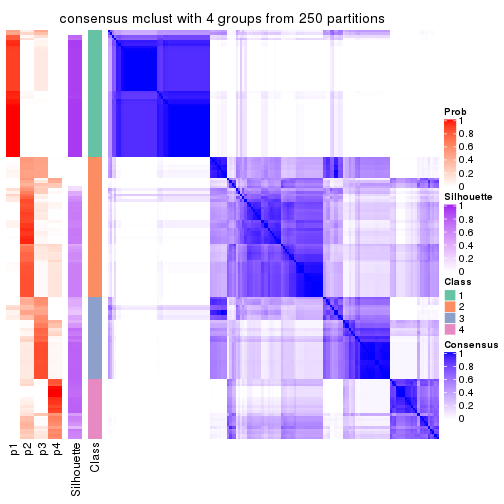 consensus mclust with 4 groups from 250 partitions
Prob
1
0.8
0.6
0.4
0.2
0
Silhouette
1
0.8
0.6
0.4
0.2
0
Class
1
2
3
4
Consensus
1
0.8
0.6
0.4
0.2
0
p1
p2
p3
p4
Silhouette
Class